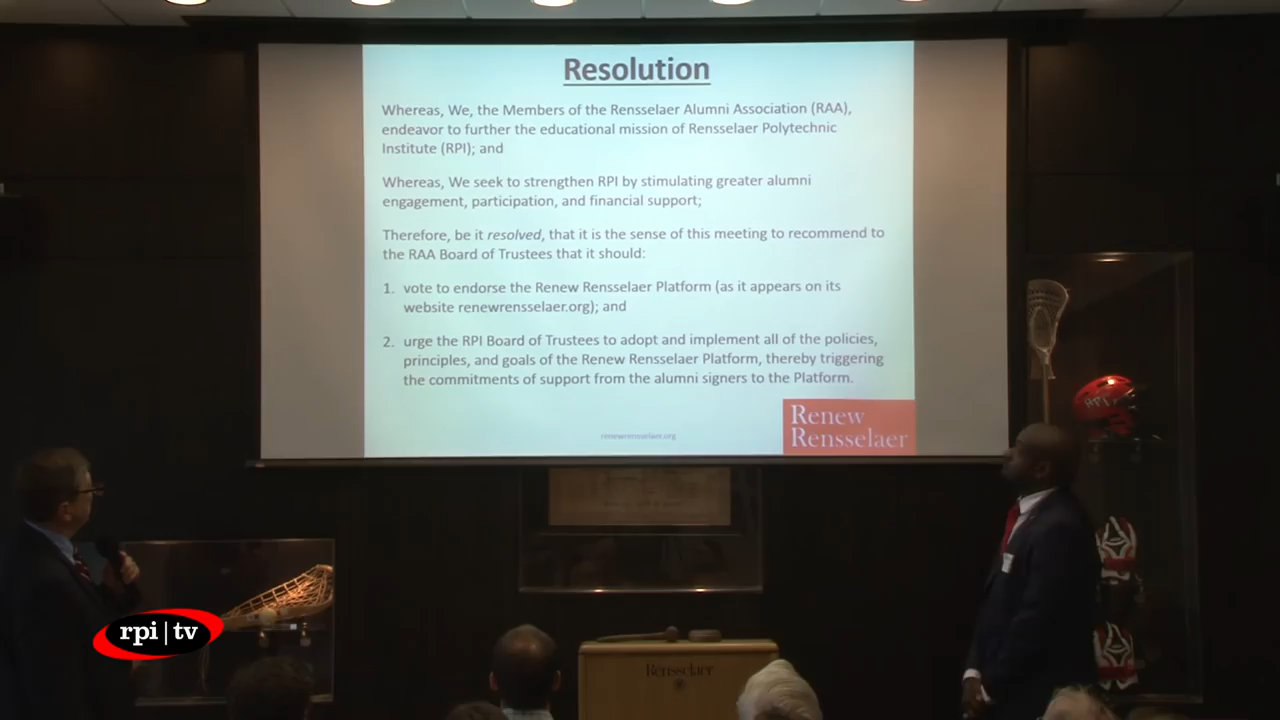 Resolution
Whereas, We, the Members of the Rensselaer Alumni Association (RAA),
endeavor to further the educational mission of Rensselaer Polytechnic
Institute (RPI); and
Whereas, We seek to strengthen RPI by stimulating greater alumni
engagement, participation, and financial support;
Therefore, be it resolved, that it is the sense of this meeting to recommend to
the RAA Board of Trustees that it should:
1. vote to endorse the Renew Rensselaer Platform (as it appears on its
website renewrensselaer.org); and
2. urge the RPI Board of Trustees to adopt and implement all of the policies,
principles, and goals of the Renew Rensselaer Platform, thereby triggering
the commitments of support from the alumni signers to the Platform.
renewrensselaer.org
Renew
Rensselaer
RPI
rpi|tv
Rensselaer